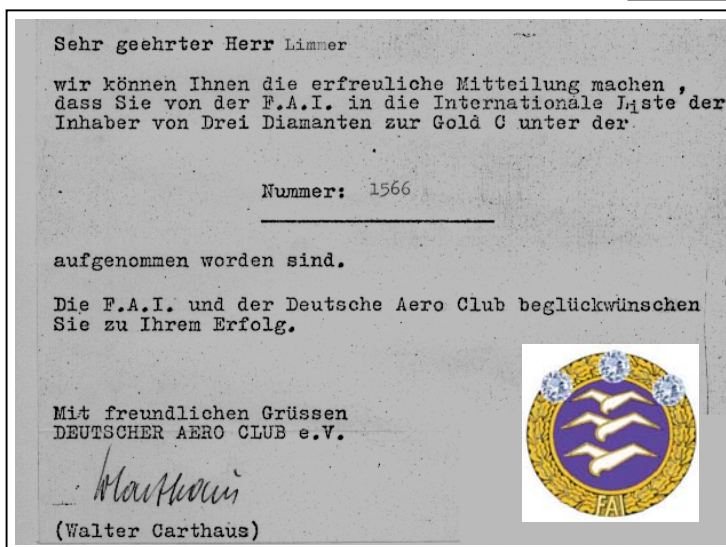 Sehr geehrter Herr Limmer
wir können Ihnen die erfreuliche Mitteilung machen ,
dass Sie von der F.A.I. in die Internationale Liste der
Inhaber von Drei Diamanten zur Gold C unter der
Nummer: 1566
aufgenommen worden sind.
Die F.A.I. und der Deutsche Aero Club beglückwünschen
Sie zu Ihrem Erfolg.
Mit freundlichen Grüssen
DEUTSCHER AERO CLUB e.V.
WCarthaus
(Walter Carthaus)
FAI